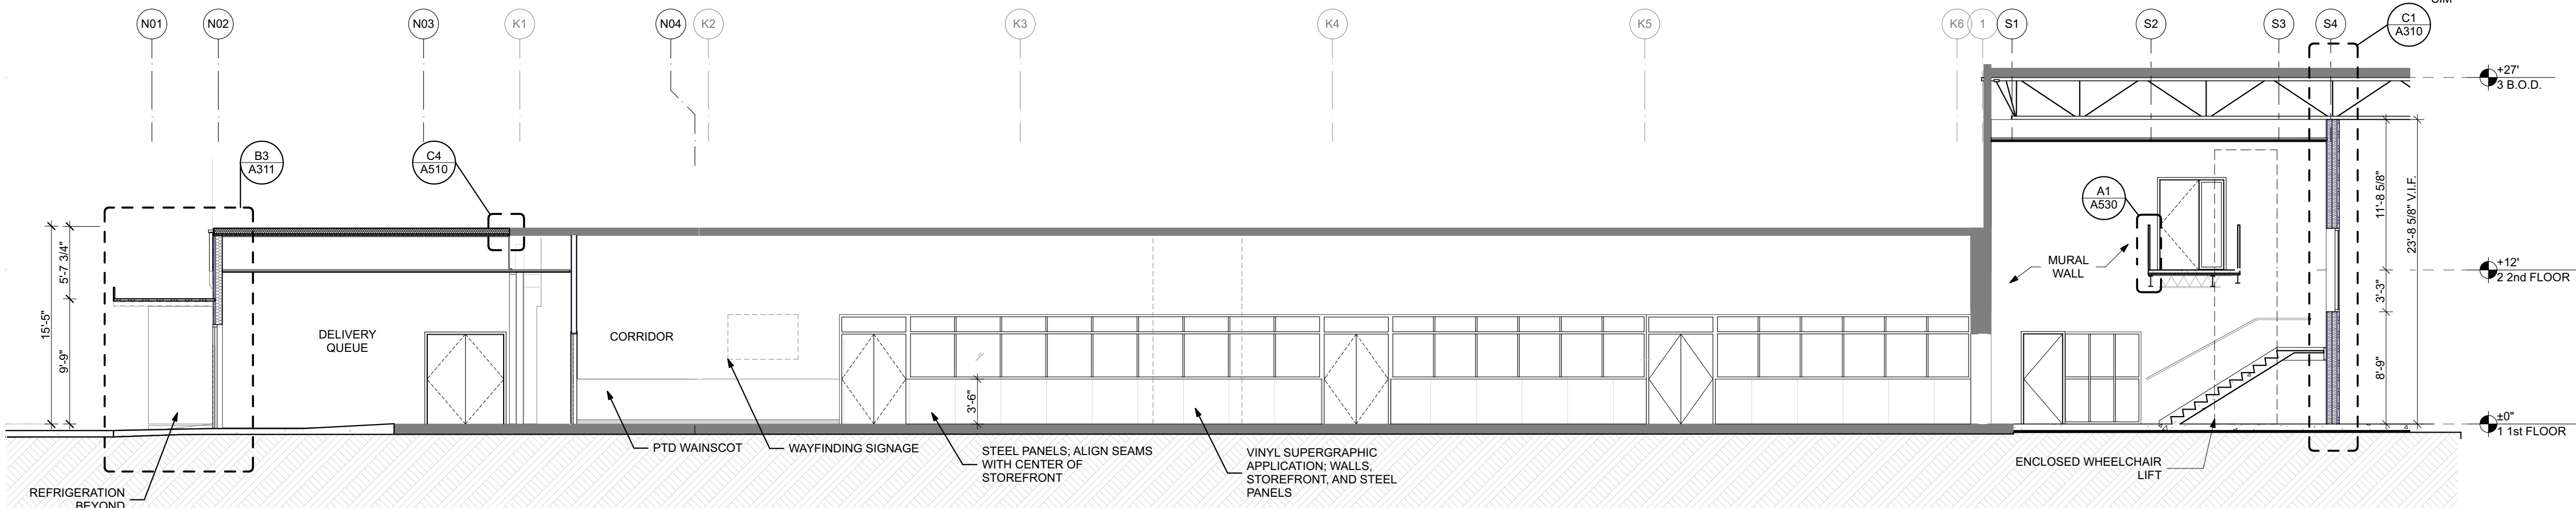 SIM
N01
N02
N03
K1
N04
K2
K3
K4
K5
K6
1
S1
S2
S3
S4
C1
A310
+27'
3 B.O.D.
B3
A311
C4
A510
A1
A530
15'-5"
5'-7 3/4"
9'-9"
DELIVERY
QUEUE
CORRIDOR
3'-6"
MURAL
WALL
11'-8 5/8"
23'-8 5/8" V.I.F.
3'-3"
8'-9"
+12'
2 2nd FLOOR
±0"
1 1st FLOOR
REFRIGERATION
BEYOND
PTD WAINSCOT
WAYFINDING SIGNAGE
STEEL PANELS; ALIGN SEAMS
WITH CENTER OF
STOREFRONT
VINYL SUPERGRAPHIC
APPLICATION; WALLS,
STOREFRONT, AND STEEL
PANELS
ENCLOSED WHEELCHAIR
LIFT